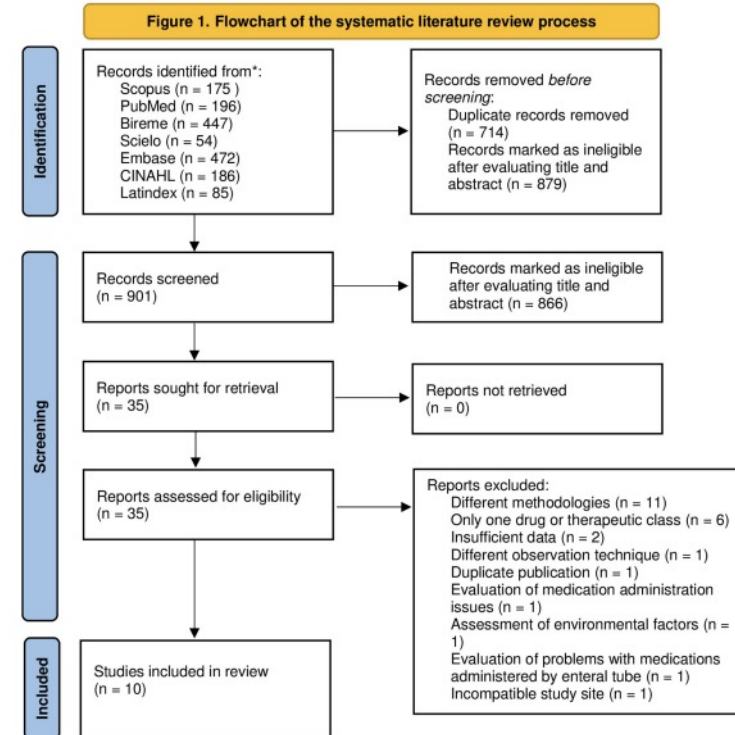 Figure 1. Flowchart of the systematic literature review process
Identification
Records identified from*:
Scopus (n = 175 )
PubMed (n = 196)
Bireme (n = 447)
Scielo (n = 54)
Embase (n = 472)
CINAHL (n = 186)
Latindex (n = 85)
Records removed before
screening:
Duplicate records removed
(n = 714)
Records marked as ineligible
after evaluating title and
abstract (n = 879)
Screening
Records screened
(n = 901)
Records marked as ineligible
after evaluating title and
abstract (n = 866)
Reports sought for retrieval
(n = 35)
Reports not retrieved
(n = 0)
Reports assessed for eligibility
(n = 35)
Reports excluded:
Different methodologies (n = 11)
Only one drug or therapeutic class (n = 6)
Insufficient data (n = 2)
Different observation technique (n = 1)
Duplicate publication (n = 1)
Evaluation of medication administration
issues (n = 1)
Assessment of environmental factors (n =
1)
Evaluation of problems with medications
administered by enteral tube (n = 1)
Incompatible study site (n = 1)
Included
Studies included in review
(n = 10)